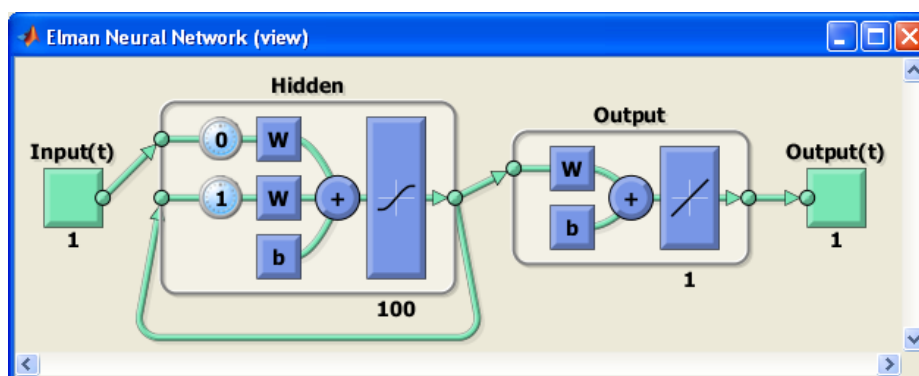 Elman Neural Network (view)
Hidden
Input(t)
0 W
1 W
+
b
1
100
Output
W
+
b
1
Output(t)
1